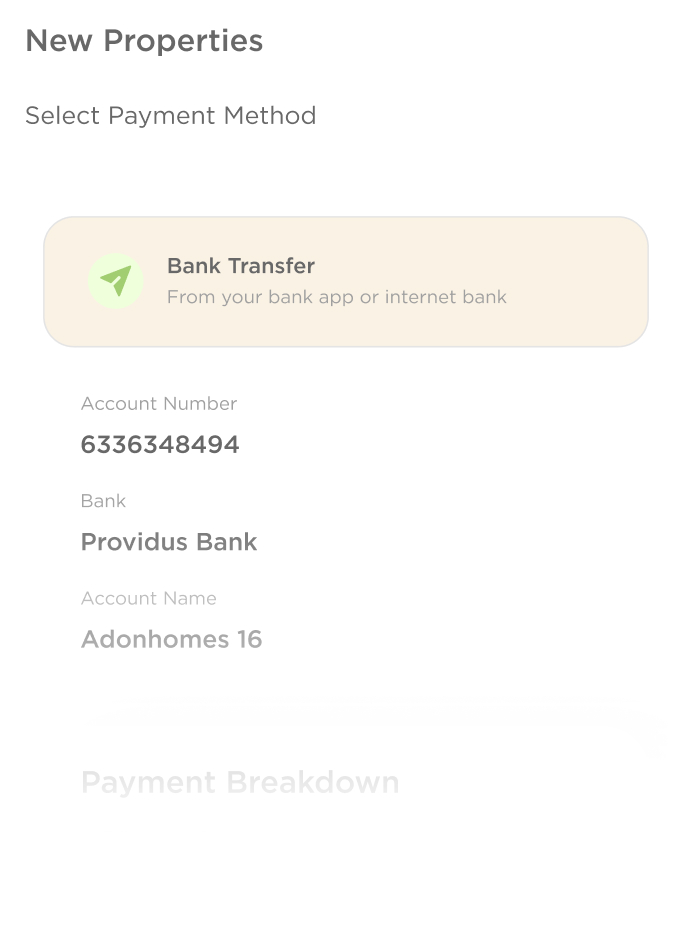 New Properties
Select Payment Method
Bank Transfer
From your bank app or internet bank
Account Number
6336348494
Bank
Providus Bank
Account Name
Adonhomes 16
Payment Breakdown